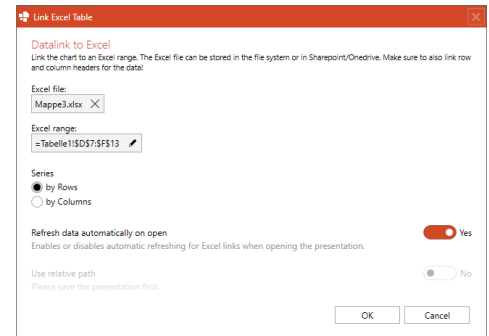 Link Excel Table
Datalink to Excel
Link the chart to an Excel range. The Excel file can be stored in the file system or in Sharepoint/Onedrive. Make sure to also link row
and column headers for the data!
Excel file:
Mappe3.xlsx
Excel range:
=Tabelle1!$D$7:$F$13
Series
by Rows
by Columns
Refresh data automatically on open
Yes
Enables or disables automatic refreshing for Excel links when opening the presentation.
Use relative path
No
Please save the presentation first.
OK
Cancel